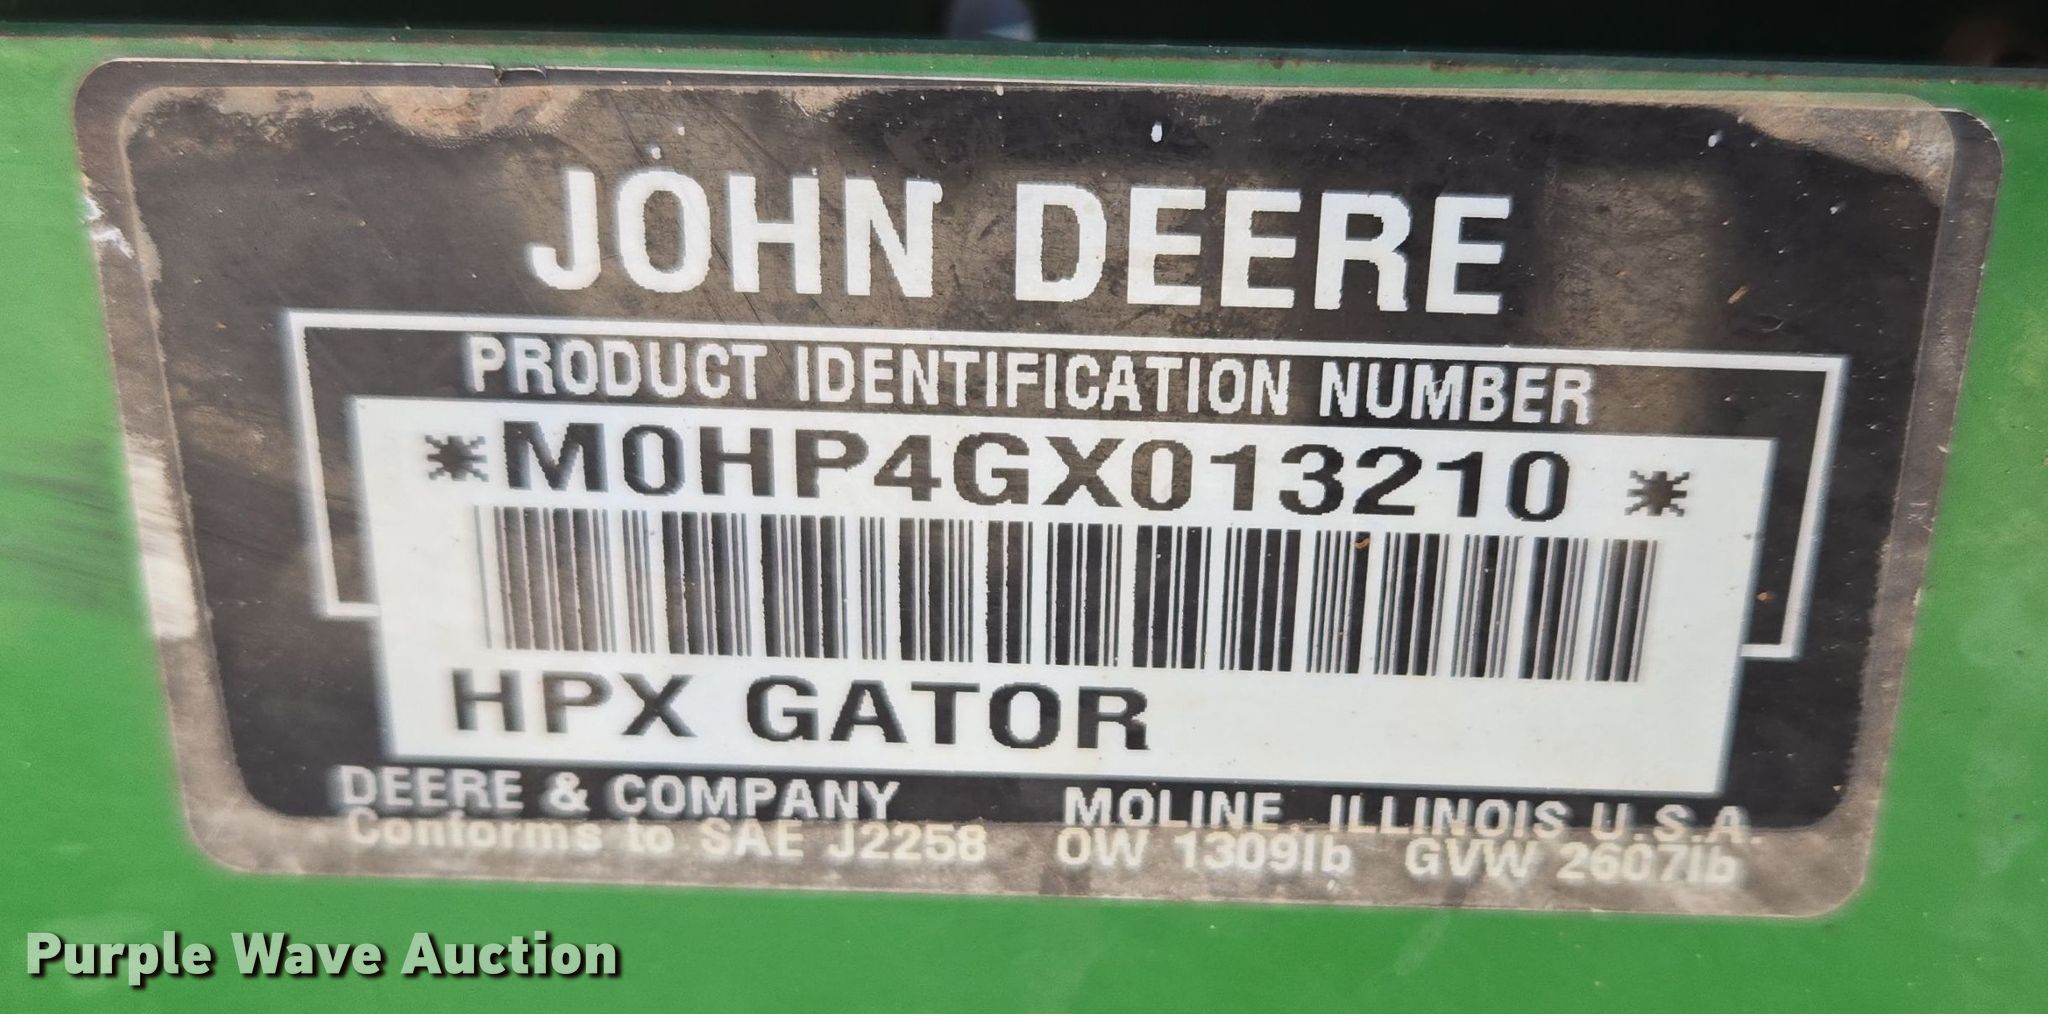 JOHN DEERE
PRODUCT IDENTIFICATION NUMBER
*M0HP4GX013210*
HPX GATOR
DEERE & COMPANY MOLINE, ILLINOIS U.S.A.
Conforms to SAE J2258 OW 1309lb GVW 2607lb
Purple Wave Auction